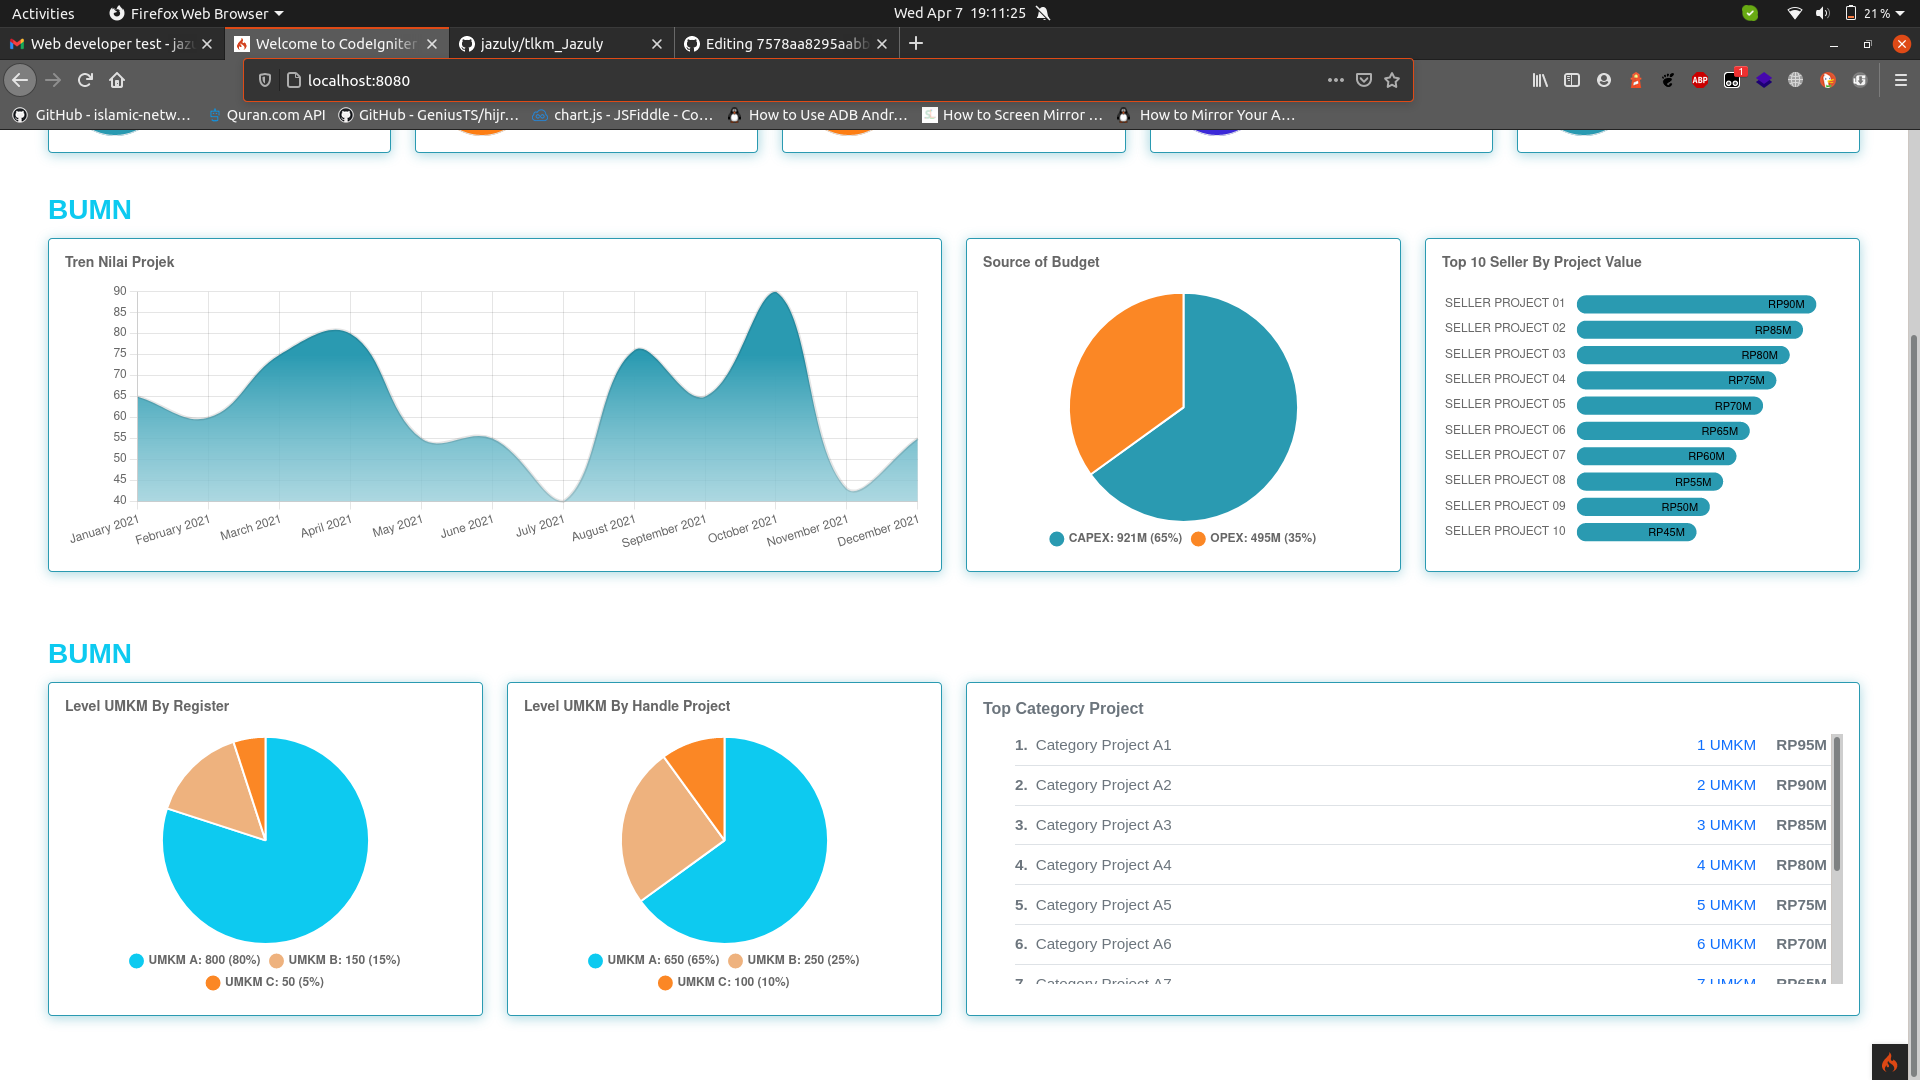 Activities
Firefox Web Browser
Wed Apr 7 19:11:25
21 %
Web developer test - jaz
Welcome to CodeIgniter
jazuly/tlkm_Jazuly
Editing 7578aa8295aabb
localhost:8080
ABP
1
GitHub - islamic-netw…
Quran.com API
GitHub - GeniusTS/hijr…
chart.js - JSFiddle - Co…
How to Use ADB Andr…
How to Screen Mirror …
How to Mirror Your A…
BUMN
Tren Nilai Projek
90
85
80
75
70
65
60
55
50
45
40
January 2021
February 2021
March 2021
April 2021
May 2021
June 2021
July 2021
August 2021
September 2021
October 2021
November 2021
December 2021
Source of Budget
CAPEX: 921M (65%) OPEX: 495M (35%)
Top 10 Seller By Project Value
SELLER PROJECT 01 RP90M
SELLER PROJECT 02 RP85M
SELLER PROJECT 03 RP80M
SELLER PROJECT 04 RP75M
SELLER PROJECT 05 RP70M
SELLER PROJECT 06 RP65M
SELLER PROJECT 07 RP60M
SELLER PROJECT 08 RP55M
SELLER PROJECT 09 RP50M
SELLER PROJECT 10 RP45M
BUMN
Level UMKM By Register
UMKM A: 800 (80%) UMKM B: 150 (15%)
UMKM C: 50 (5%)
Level UMKM By Handle Project
UMKM A: 650 (65%) UMKM B: 250 (25%)
UMKM C: 100 (10%)
Top Category Project
1. Category Project A1 1 UMKM RP95M
2. Category Project A2 2 UMKM RP90M
3. Category Project A3 3 UMKM RP85M
4. Category Project A4 4 UMKM RP80M
5. Category Project A5 5 UMKM RP75M
6. Category Project A6 6 UMKM RP70M
7. Category Project A7 7 UMKM RP65M